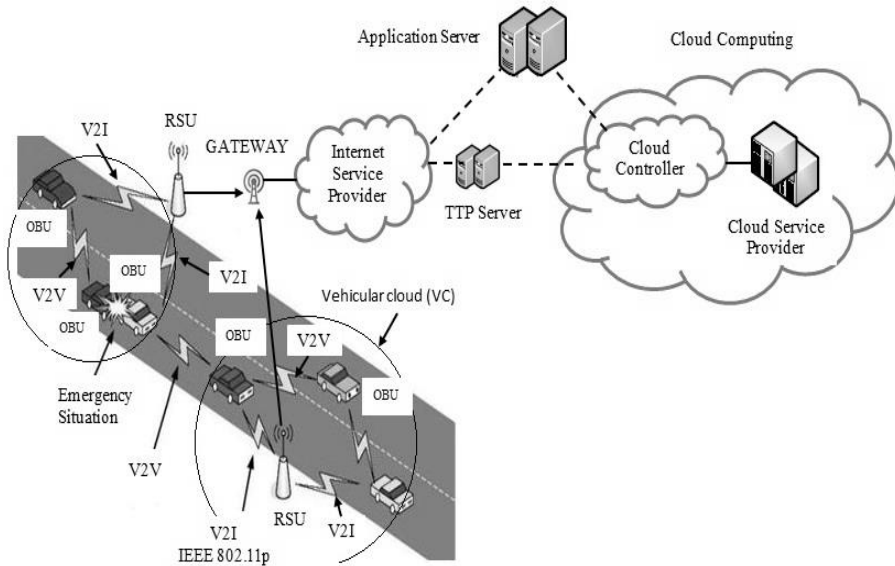 Application Server
Cloud Computing
RSU
V2I
GATEWAY
Internet
Service
Provider
Cloud
Controller
TTP Server
Cloud Service
Provider
OBU
OBU
V2I
V2V
OBU
Vehicular cloud (VC)
OBU
V2V
Emergency
Situation
OBU
V2V
V2I
IEEE 802.11p
RSU
V2I